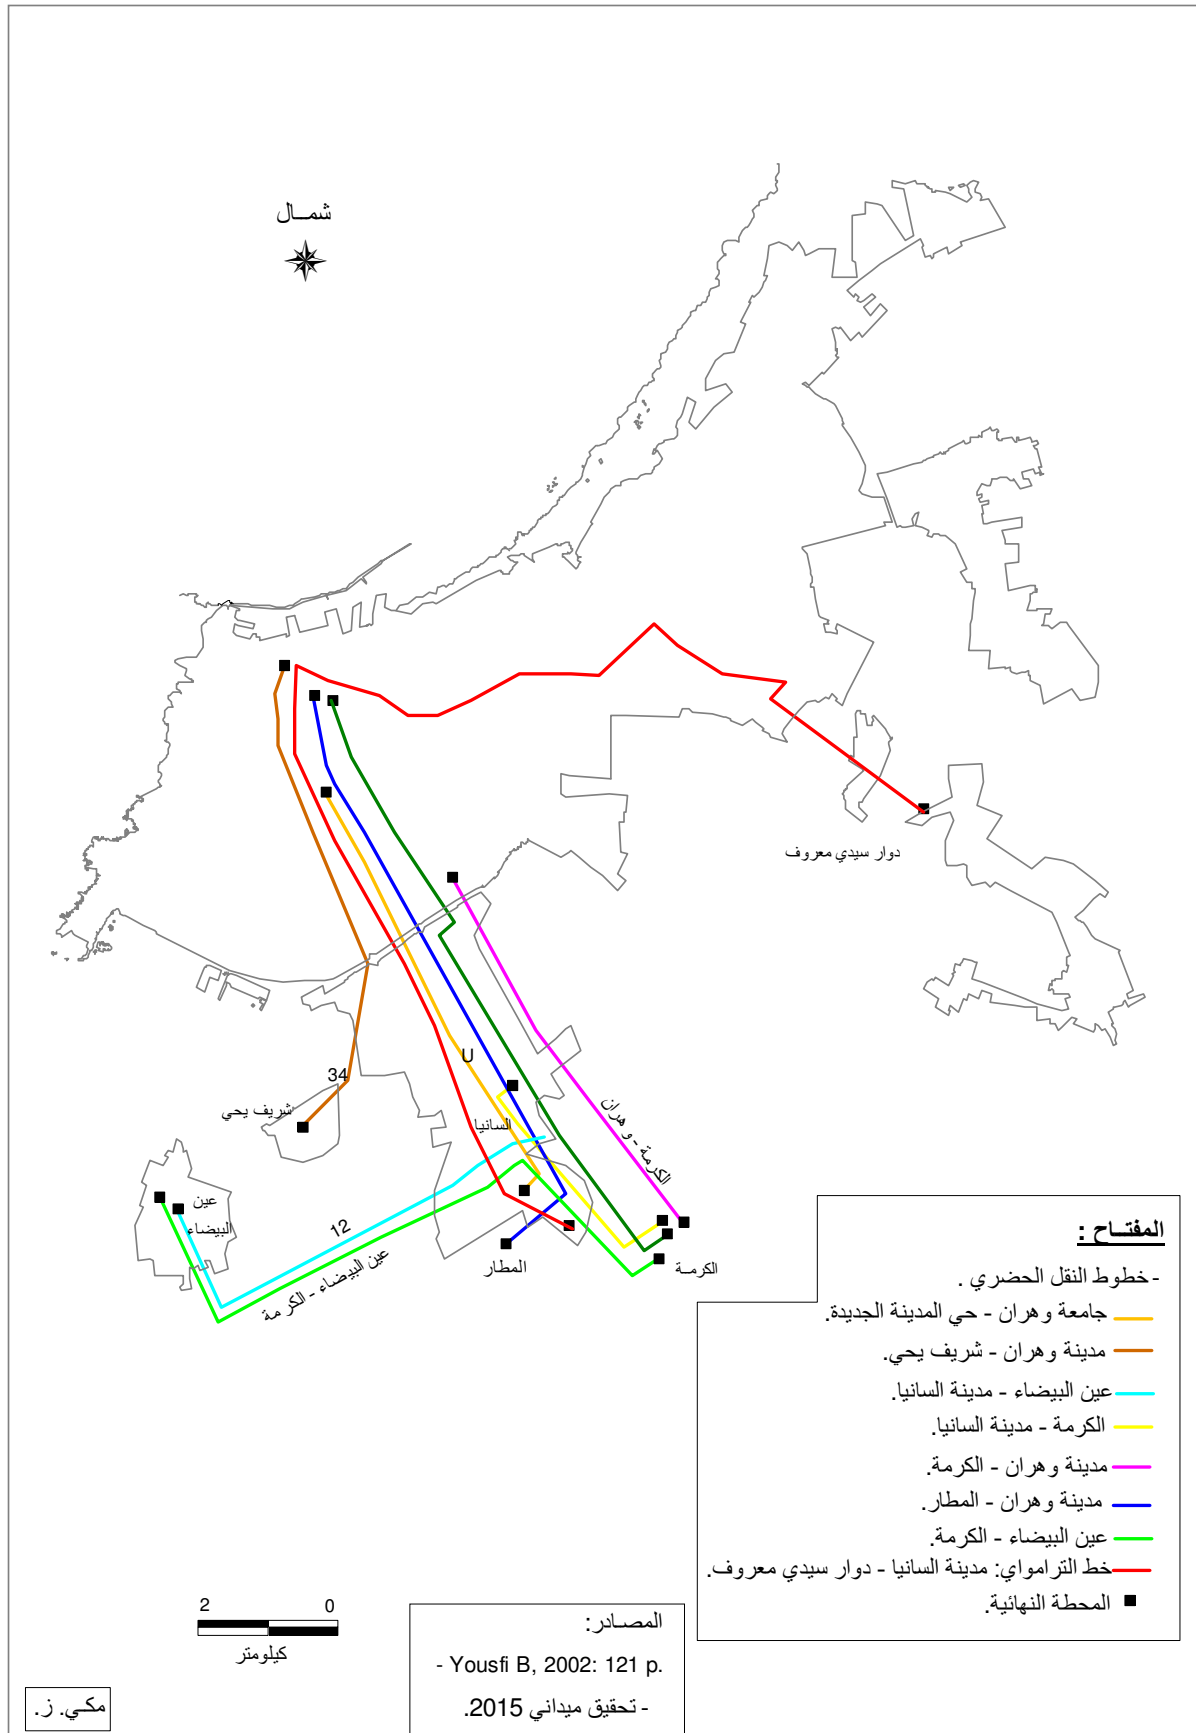 شمــال
دوار سيدي معروف
U
34
شريف يحي
السانيا
الكرمة - وهران
عين
البيضاء
12
عين البيضاء - الكرمة
المطار
الكرمـة
المفتــاح :
- خطوط النقل الحضري .
جامعة وهران - حي المدينة الجديدة.
مدينة وهران - شريف يحي.
عين البيضاء - مدينة السانيا.
الكرمة - مدينة السانيا.
مدينة وهران - الكرمة.
مدينة وهران - المطار.
عين البيضاء - الكرمة.
خط الترامواي: مدينة السانيا - دوار سيدي معروف.
المحطة النهائية.
2 0
كيلومتر
المصـادر:
- Yousfi B, 2002: 121 p.
- تحقيق ميداني 2015.
مكـي. ز.